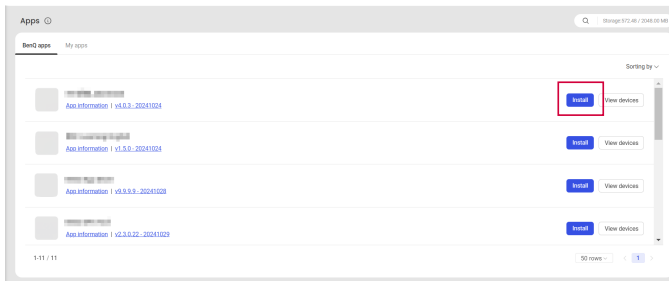 Apps
Storage 572.48 / 2048.00 MB
BenQ apps My apps
Sorting by
App information | v4.0.3 - 20241024
Install View devices
App information | v1.5.0 - 20241024
Install View devices
App information | v9.9.9.9 - 20241028
Install View devices
App information | v2.3.0.22 - 20241029
Install View devices
1-11 / 11
50 rows
1